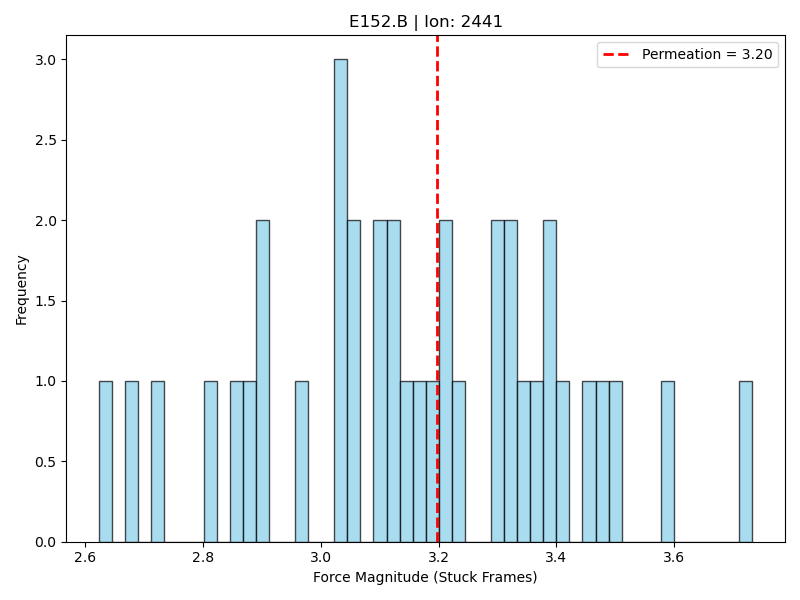 E152.B | Ion: 2441
Permeation = 3.20
Frequency
3.0
2.5
2.0
1.5
1.0
0.5
0.0
2.6 2.8 3.0 3.2 3.4 3.6
Force Magnitude (Stuck Frames)